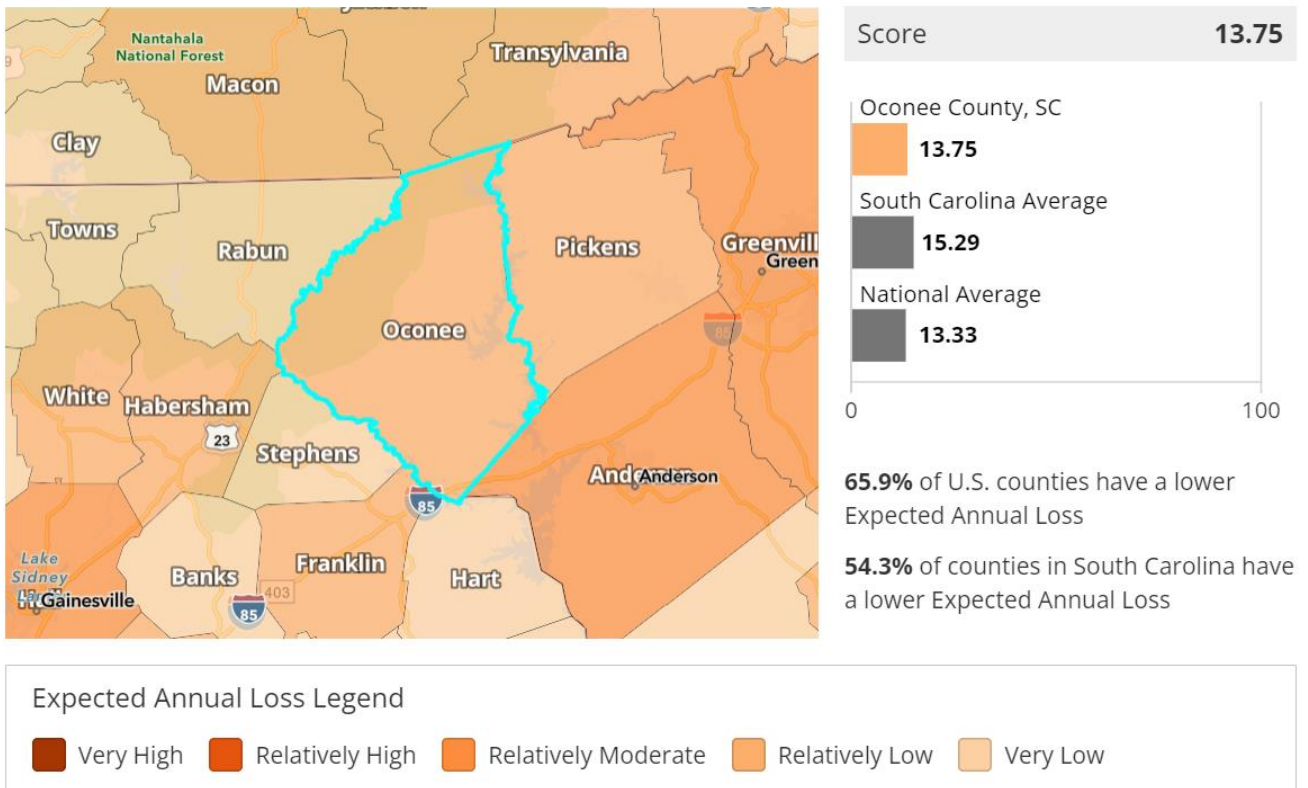 Nantahala
National Forest
Transylvania
Macon
Clay
Towns
Rabun
Pickens
Greenvill
Green
85
Oconee
White
Habersham
23
Stephens
Anderson
85
Franklin
Hart
Lake
Sidney
Banks
403
Gainesville
85
Score 13.75
Oconee County, SC
13.75
South Carolina Average
15.29
National Average
13.33
0 100
65.9% of U.S. counties have a lower
Expected Annual Loss
54.3% of counties in South Carolina have
a lower Expected Annual Loss
Expected Annual Loss Legend
Very High Relatively High Relatively Moderate Relatively Low Very Low